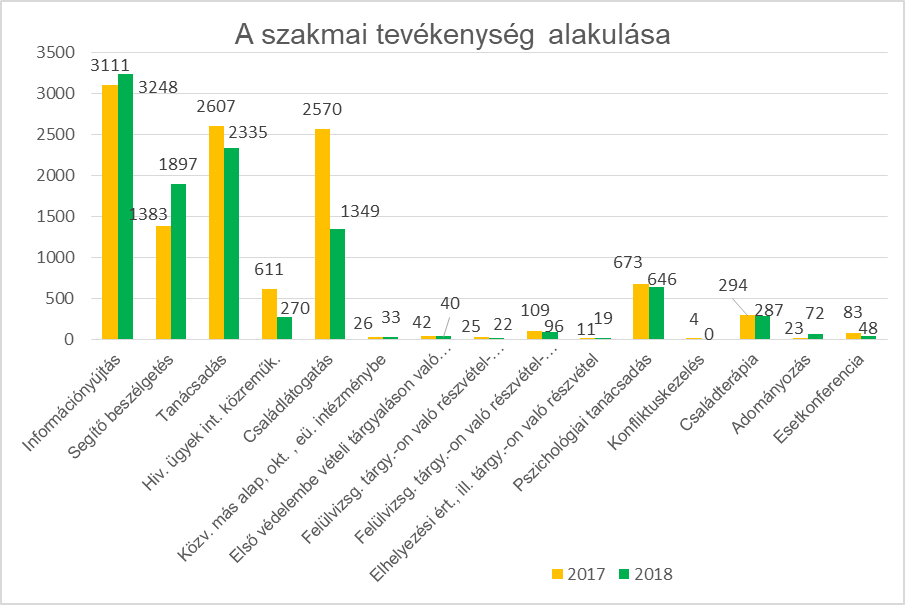 A szakmai tevékenység alakulása
3500
3000
2500
2000
1500
1000
500
0
3111
3248
1383
1897
2607
2335
611
270
2570
1349
26
33
42
40
25
22
109
96
11
19
673
646
4
0
294
287
23
72
83
48
Információnyújtás
Segítő beszélgetés
Tanácsadás
Hiv. ügyek int. közreműk.
Családlátogatás
Közv. más alap, okt. , eü. intézménybe
Első védelembe vételi tárgyaláson való…
Felülvizsg. tárgy.-on való részvétel-…
Felülvizsg. tárgy.-on való részvétel-…
Elhelyezési ért., ill. tárgy.-on való részvétel
Pszichológiai tanácsadás
Konfliktuskezelés
Családterápia
Adományozás
Esetkonferencia
2017
2018